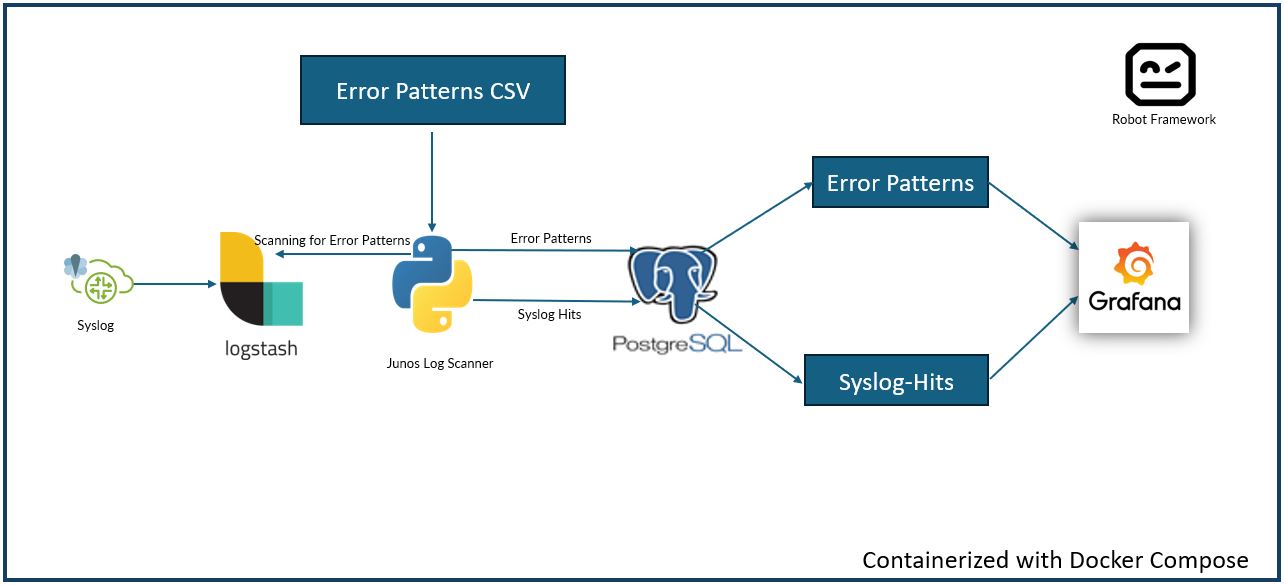 Error Patterns CSV
Robot Framework
Error Patterns
Scanning for Error Patterns
Error Patterns
Grafana
Syslog
logstash
Syslog Hits
PostgreSQL
Junos Log Scanner
Syslog-Hits
Containerized with Docker Compose